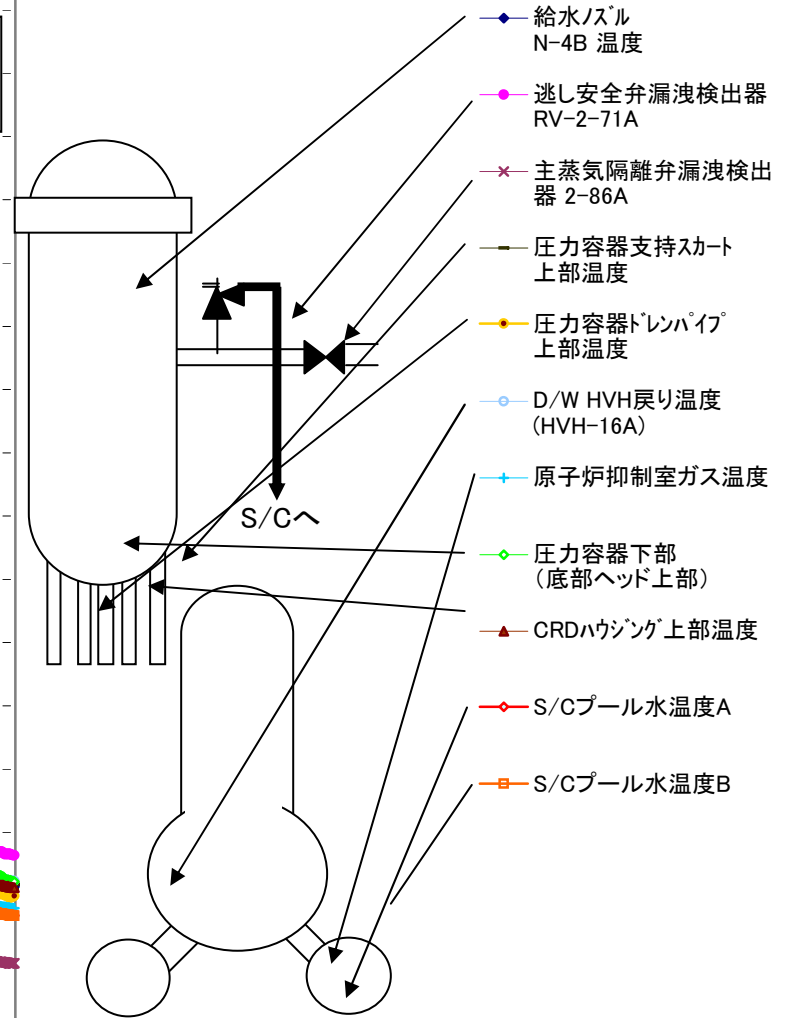 給水ノズル
N-4B 温度
逃し安全弁漏洩検出器
RV-2-71A
主蒸気隔離弁漏洩検出
器 2-86A
圧力容器支持スカート
上部温度
圧力容器ドレンパイプ
上部温度
D/W HVH戻り温度
(HVH-16A)
原子炉抑制室ガス温度
S/Cへ
圧力容器下部
（底部ヘッド上部）
CRDハウジング上部温度
S/Cプール水温度A
S/Cプール水温度B